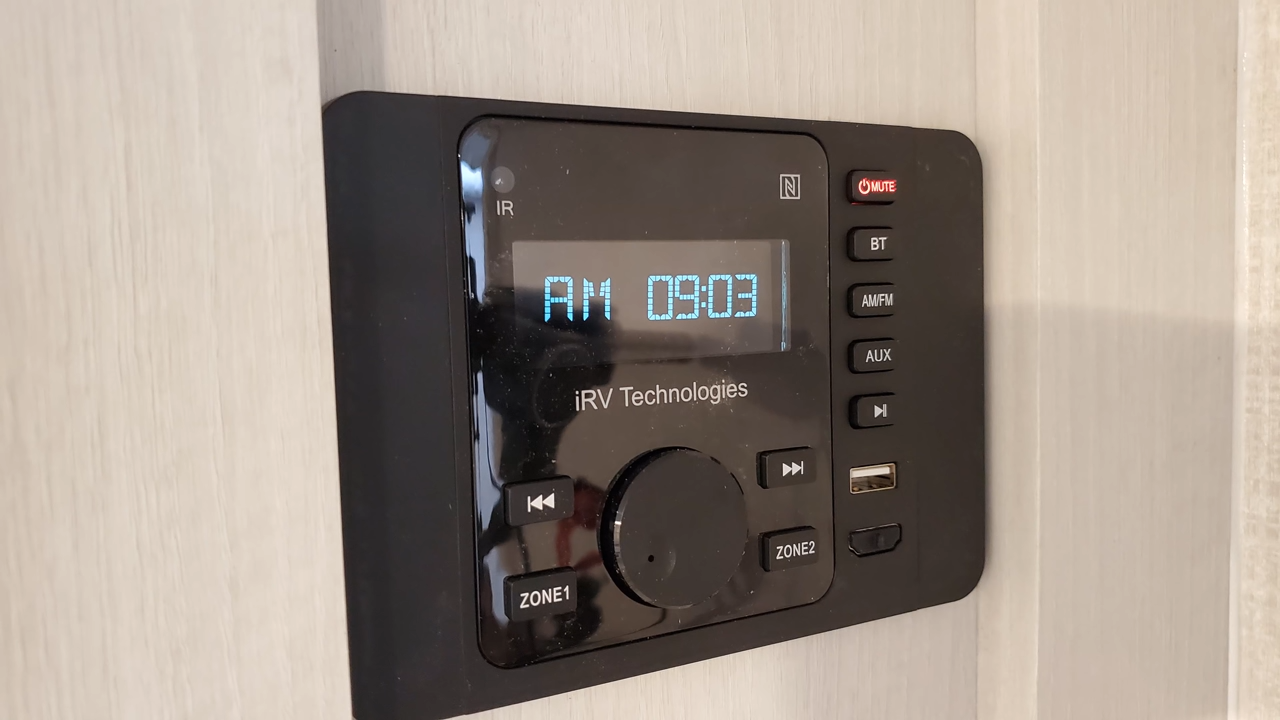 IR
AM 09:03
iRV Technologies
ZONE1
ZONE2
MUTE
BT
AM/FM
AUX